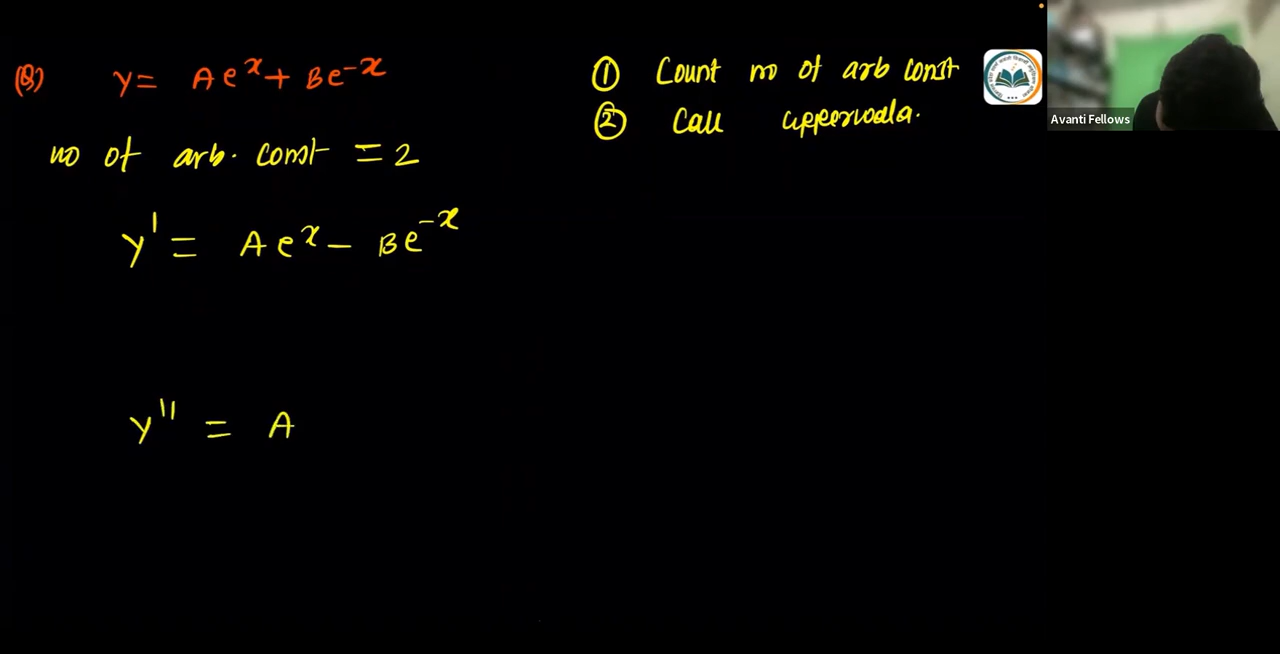 (Q) y = Ae^x + Be^-x
no of arb. const = 2
y' = Ae^x - Be^-x
y'' = A
① Count no of arb const
② Call upperwala.
Avanti Fellows